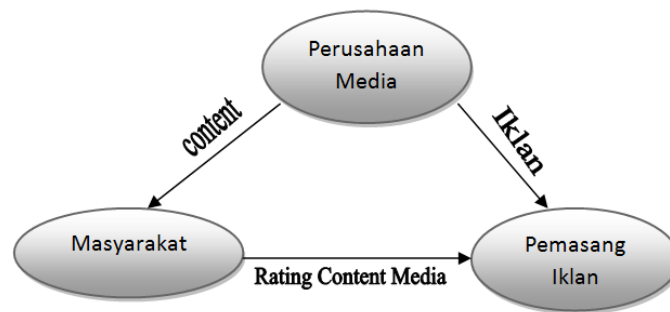 Perusahaan
Media
content
Iklan
Masyarakat
Rating Content Media
Pemasang
Iklan